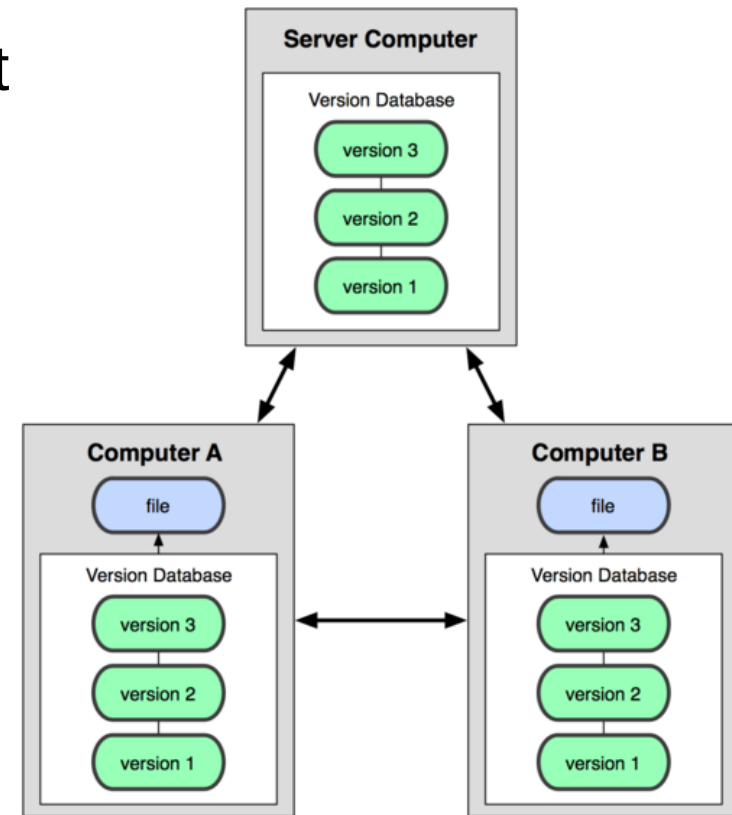 t
Server Computer
Version Database
version 3
version 2
version 1
Computer A
file
Version Database
version 3
version 2
version 1
Computer B
file
Version Database
version 3
version 2
version 1